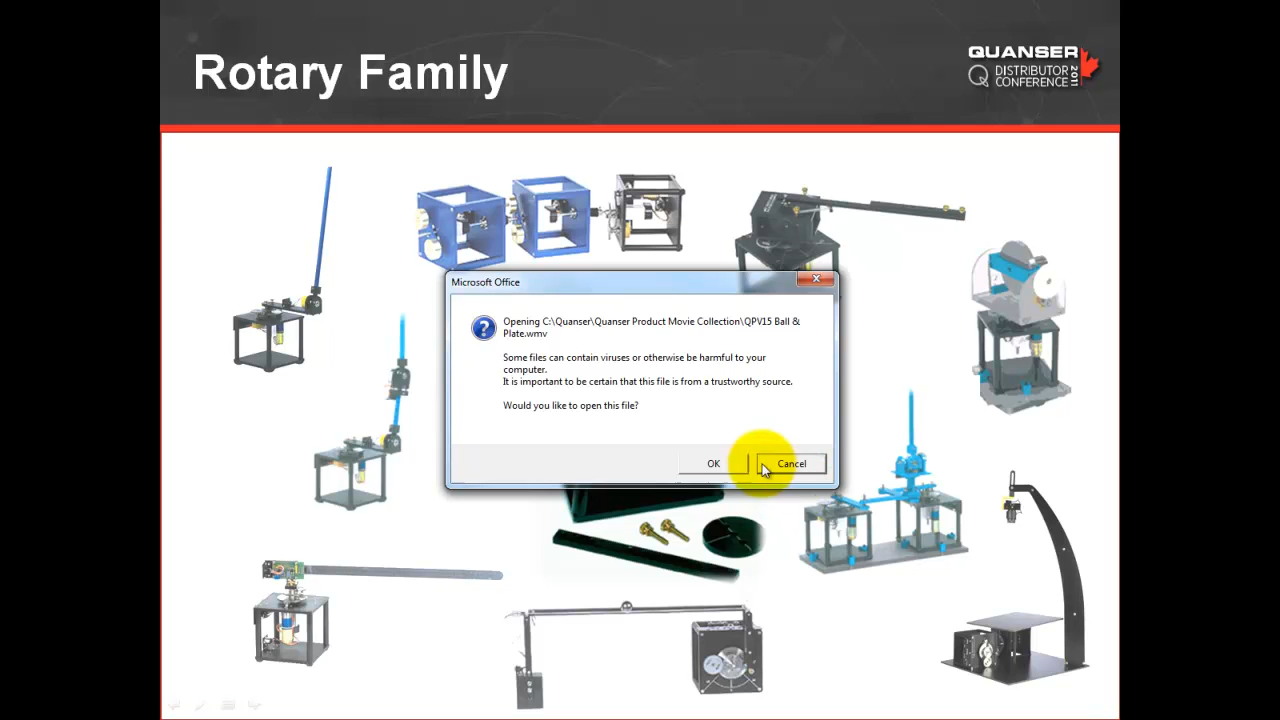 Rotary Family
QUANSER
DISTRIBUTOR
CONFERENCE
2011
Microsoft Office
Opening C:\Quanser\Quanser Product Movie Collection\QPV15 Ball &
Plate.wmv
Some files can contain viruses or otherwise be harmful to your
computer.
It is important to be certain that this file is from a trustworthy source.
Would you like to open this file?
OK
Cancel